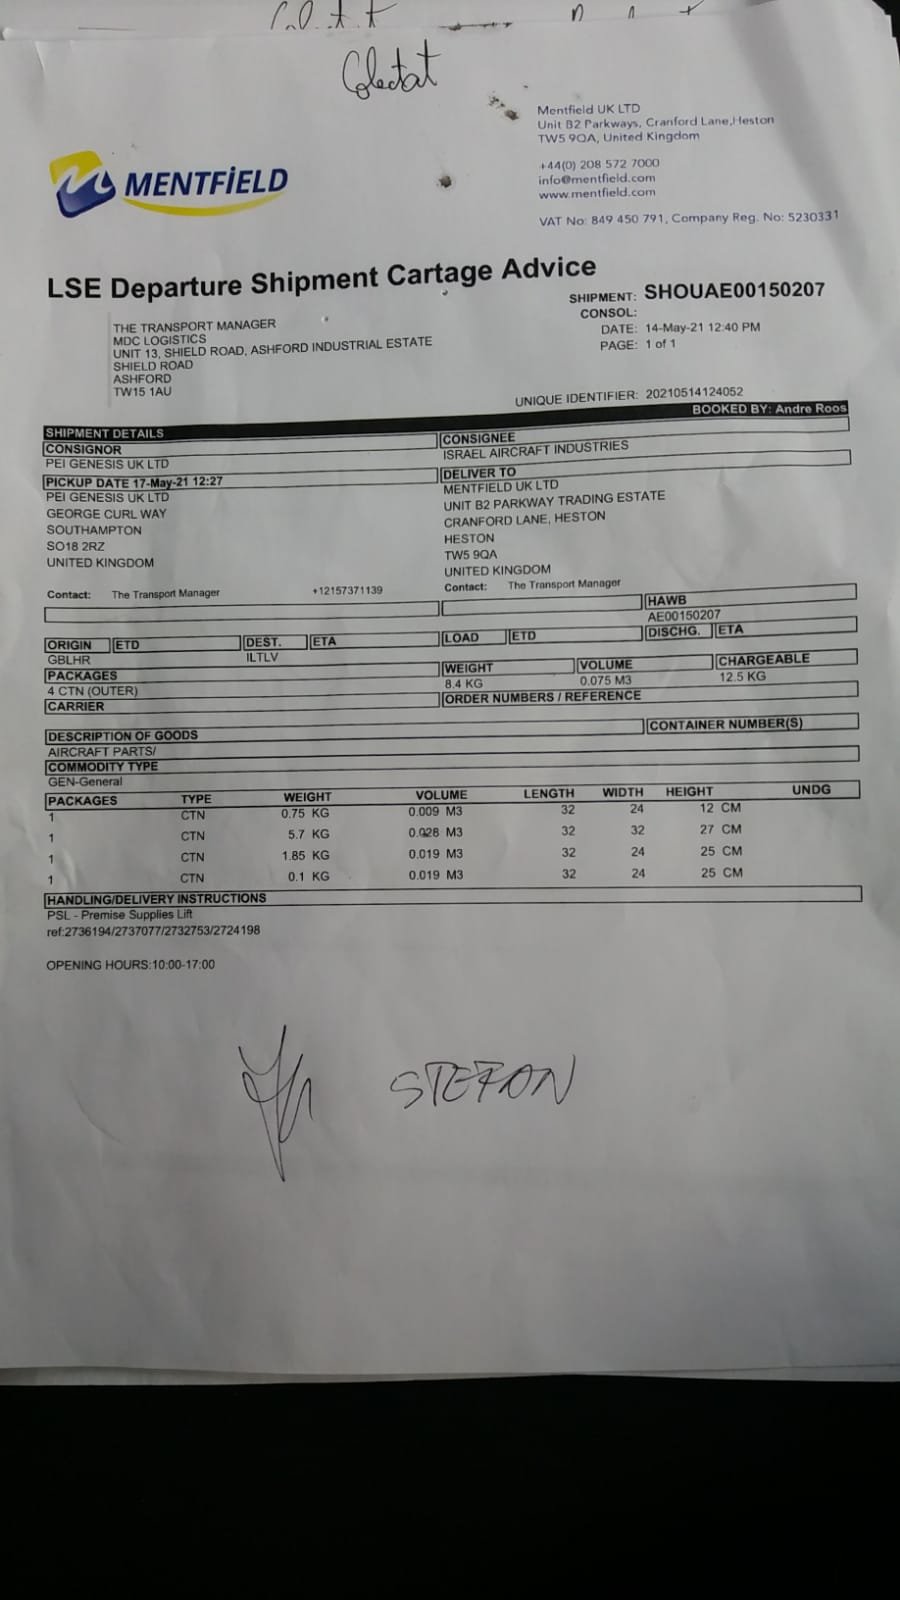 Colectat
Mentfield UK LTD
Unit B2 Parkways, Cranford Lane,Heston
TW5 9QA, United Kingdom
+44(0) 208 572 7000
info@mentfield.com
www.mentfield.com
VAT No: 849 450 791, Company Reg. No: 5230331
MENTFiELD
LSE Departure Shipment Cartage Advice
SHIPMENT: SHOUAE00150207
CONSOL:
DATE: 14-May-21 12:40 PM
PAGE: 1 of 1
THE TRANSPORT MANAGER
MDC LOGISTICS
UNIT 13, SHIELD ROAD, ASHFORD INDUSTRIAL ESTATE
SHIELD ROAD
ASHFORD
TW15 1AU
UNIQUE IDENTIFIER: 20210514124052
BOOKED BY: Andre Roos
SHIPMENT DETAILS
CONSIGNOR
PEI GENESIS UK LTD
PICKUP DATE 17-May-21 12:27
PEI GENESIS UK LTD
GEORGE CURL WAY
SOUTHAMPTON
SO18 2RZ
UNITED KINGDOM
Contact: The Transport Manager +12157371139
CONSIGNEE
ISRAEL AIRCRAFT INDUSTRIES
DELIVER TO
MENTFIELD UK LTD
UNIT B2 PARKWAY TRADING ESTATE
CRANFORD LANE, HESTON
HESTON
TW5 9QA
UNITED KINGDOM
Contact: The Transport Manager
HAWB
AE00150207
ORIGIN ETD DEST. ETA LOAD ETD DISCHG. ETA
GBLHR ILTLV
PACKAGES WEIGHT VOLUME CHARGEABLE
4 CTN (OUTER) 8.4 KG 0.075 M3 12.5 KG
CARRIER ORDER NUMBERS / REFERENCE
DESCRIPTION OF GOODS CONTAINER NUMBER(S)
AIRCRAFT PARTS/
COMMODITY TYPE
GEN-General
PACKAGES TYPE WEIGHT VOLUME LENGTH WIDTH HEIGHT UNDG
1 CTN 0.75 KG 0.009 M3 32 24 12 CM
1 CTN 5.7 KG 0.028 M3 32 32 27 CM
1 CTN 1.85 KG 0.019 M3 32 24 25 CM
1 CTN 0.1 KG 0.019 M3 32 24 25 CM
HANDLING/DELIVERY INSTRUCTIONS
PSL - Premise Supplies Lift
ref:2736194/2737077/2732753/2724198
OPENING HOURS:10:00-17:00
STEFAN